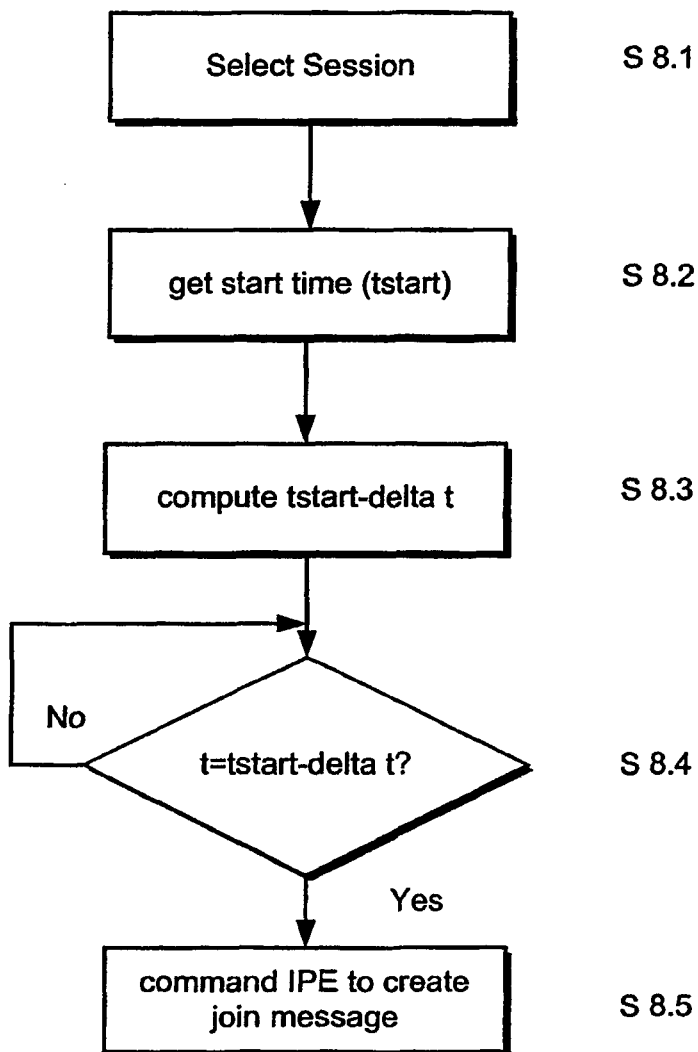 Select Session
S 8.1
get start time (tstart)
S 8.2
compute tstart-delta t
S 8.3
No
t=tstart-delta t?
S 8.4
Yes
command IPE to create
join message
S 8.5